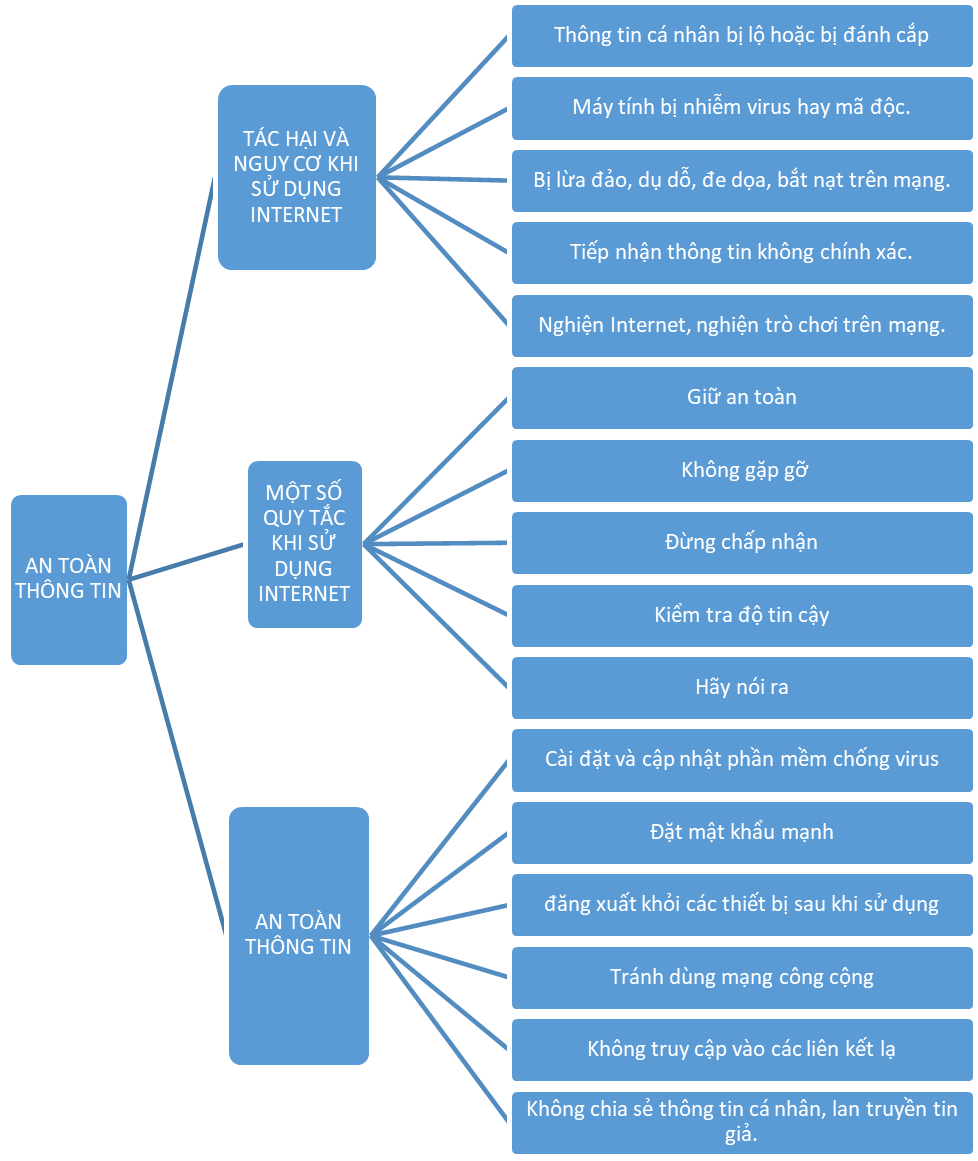 AN TOÀN
THÔNG TIN
TÁC HẠI VÀ
NGUY CƠ KHI
SỬ DỤNG
INTERNET
Thông tin cá nhân bị lộ hoặc bị đánh cắp
Máy tính bị nhiễm virus hay mã độc.
Bị lừa đảo, dụ dỗ, đe dọa, bắt nạt trên mạng.
Tiếp nhận thông tin không chính xác.
Nghiện Internet, nghiện trò chơi trên mạng.
MỘT SỐ
QUY TẮC
KHI SỬ
DỤNG
INTERNET
Giữ an toàn
Không gặp gỡ
Đừng chấp nhận
Kiểm tra độ tin cậy
Hãy nói ra
AN TOÀN
THÔNG TIN
Cài đặt và cập nhật phần mềm chống virus
Đặt mật khẩu mạnh
đăng xuất khỏi các thiết bị sau khi sử dụng
Tránh dùng mạng công cộng
Không truy cập vào các liên kết lạ
Không chia sẻ thông tin cá nhân, lan truyền tin
giả.